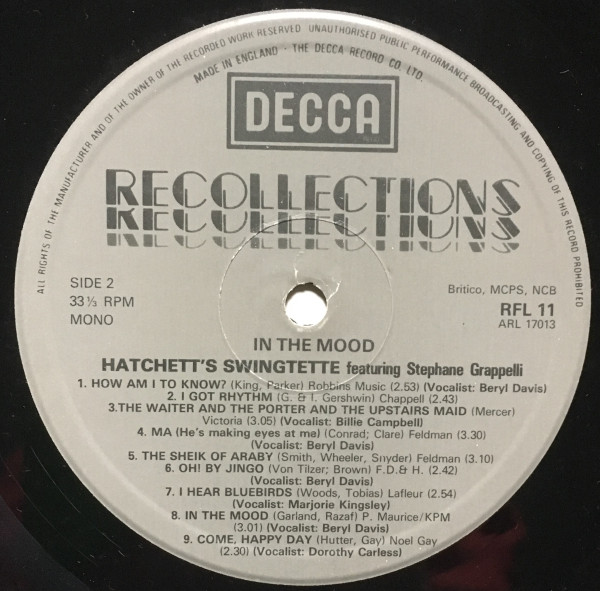 ALL RIGHTS OF THE MANUFACTURER AND OF THE OWNER OF THE RECORDED WORK RESERVED UNAUTHORISED PUBLIC PERFORMANCE BROADCASTING AND COPYING OF THIS RECORD PROHIBITED
MADE IN ENGLAND · THE DECCA RECORD CO LTD.
DECCA
RECOLLECTIONS
RECOLLECTIONS
SIDE 2
33⅓ RPM
MONO
Britico, MCPS, NCB
RFL 11
ARL 17013
IN THE MOOD
HATCHETT'S SWINGTETTE featuring Stephane Grappelli
1. HOW AM I TO KNOW? (King, Parker) Robbins Music (2.53) (Vocalist: Beryl Davis)
2. I GOT RHYTHM (G. & I. Gershwin) Chappell (2.43)
3.THE WAITER AND THE PORTER AND THE UPSTAIRS MAID (Mercer)
Victoria (3.05) (Vocalist: Billie Campbell)
4. MA (He's making eyes at me) (Conrad; Clare) Feldman (3.30)
(Vocalist: Beryl Davis)
5. THE SHEIK OF ARABY (Smith, Wheeler, Snyder) Feldman (3.10)
6. OH! BY JINGO (Von Tilzer; Brown) F.D.& H. (2.42)
(Vocalist: Beryl Davis)
7. I HEAR BLUEBIRDS (Woods, Tobias) Lafleur (2.54)
(Vocalist: Marjorie Kingsley)
8. IN THE MOOD (Garland, Razaf) P. Maurice/KPM
(3.01) (Vocalist: Beryl Davis)
9. COME, HAPPY DAY (Hutter, Gay) Noel Gay
(2.30) (Vocalist: Dorothy Carless)